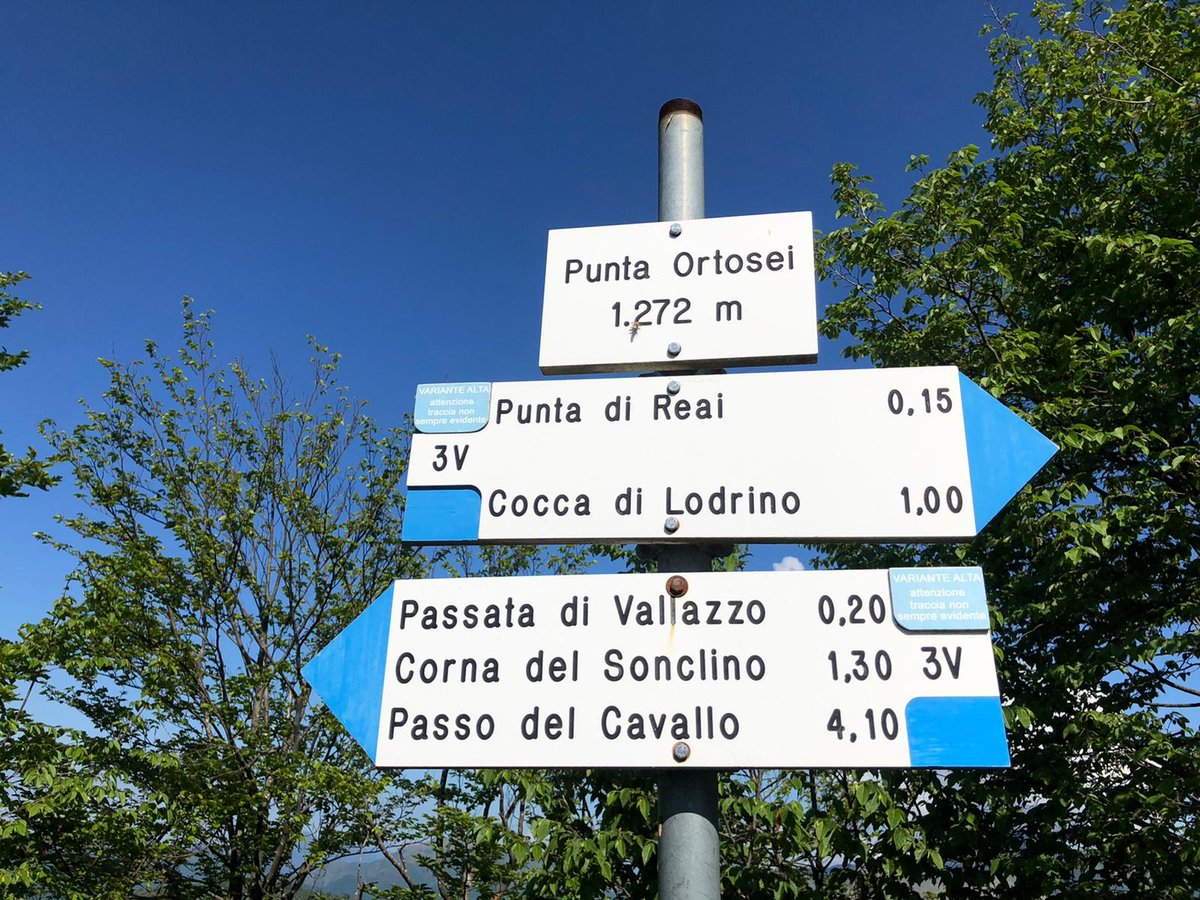 Punta Ortosei
1.272 m
VARIANTE ALTA
attenzione
traccia non
sempre evidente
Punta di Reai 0,15
3V
Cocca di Lodrino 1,00
Passata di Vallazzo 0,20
Corna del Sonclino 1,30
Passo del Cavallo 4,10
VARIANTE ALTA
attenzione
traccia non
sempre evidente
3V